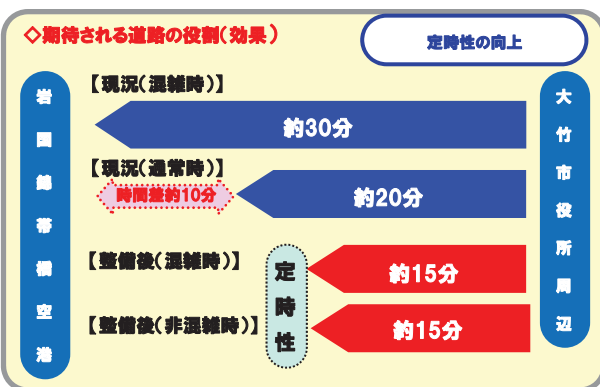 ◇期待される道路の役割(効果)
定時性の向上
岩国錦帯橋空港
大竹市役所周辺
【現況(混雑時)】
約30分
【現況(通常時)】
時間差約10分
約20分
【整備後(混雑時)】
約15分
定時性
【整備後(非混雑時)】
約15分